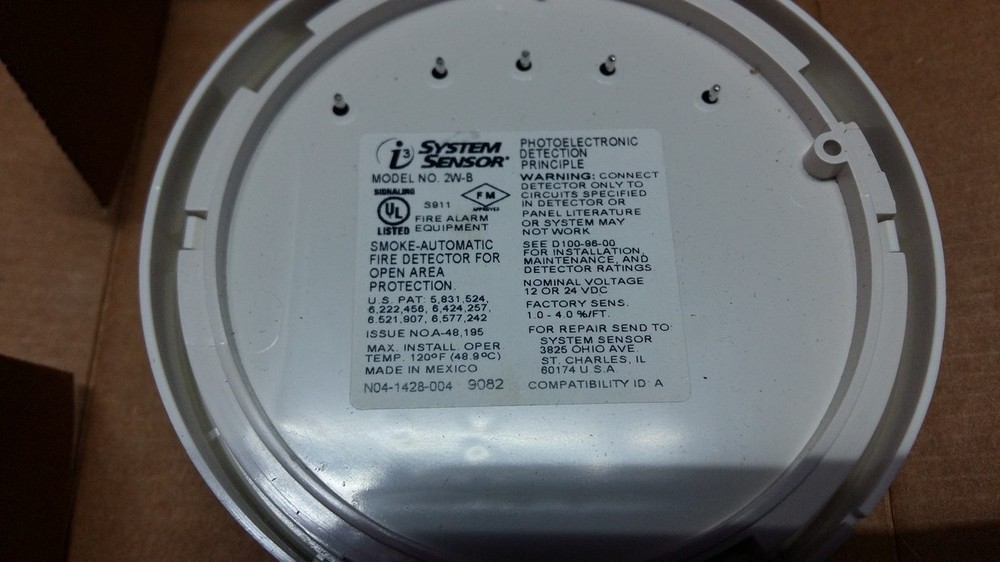 i3 SYSTEM
SENSOR®
MODEL NO. 2W-B
SIGNALING
UL
LISTED
S911
FM
APPROVED
FIRE ALARM
EQUIPMENT
SMOKE-AUTOMATIC
FIRE DETECTOR FOR
OPEN AREA
PROTECTION.
U.S. PAT: 5,831,524,
6,222,456, 6,424,257,
6,521,907, 6,577,242
ISSUE NO.A-48,195
MAX. INSTALL. OPER
TEMP. 120°F (48.9°C)
MADE IN MEXICO
N04-1428-004 9082
PHOTOELECTRONIC
DETECTION
PRINCIPLE
WARNING: CONNECT
DETECTOR ONLY TO
CIRCUITS SPECIFIED
IN DETECTOR OR
PANEL LITERATURE
OR SYSTEM MAY
NOT WORK
SEE D100-96-00
FOR INSTALLATION,
MAINTENANCE, AND
DETECTOR RATINGS
NOMINAL VOLTAGE
12 OR 24 VDC
FACTORY SENS.
1.0 - 4.0 %/FT.
FOR REPAIR SEND TO:
SYSTEM SENSOR
3825 OHIO AVE.
ST. CHARLES, IL
60174 U.S.A.
COMPATIBILITY ID: A